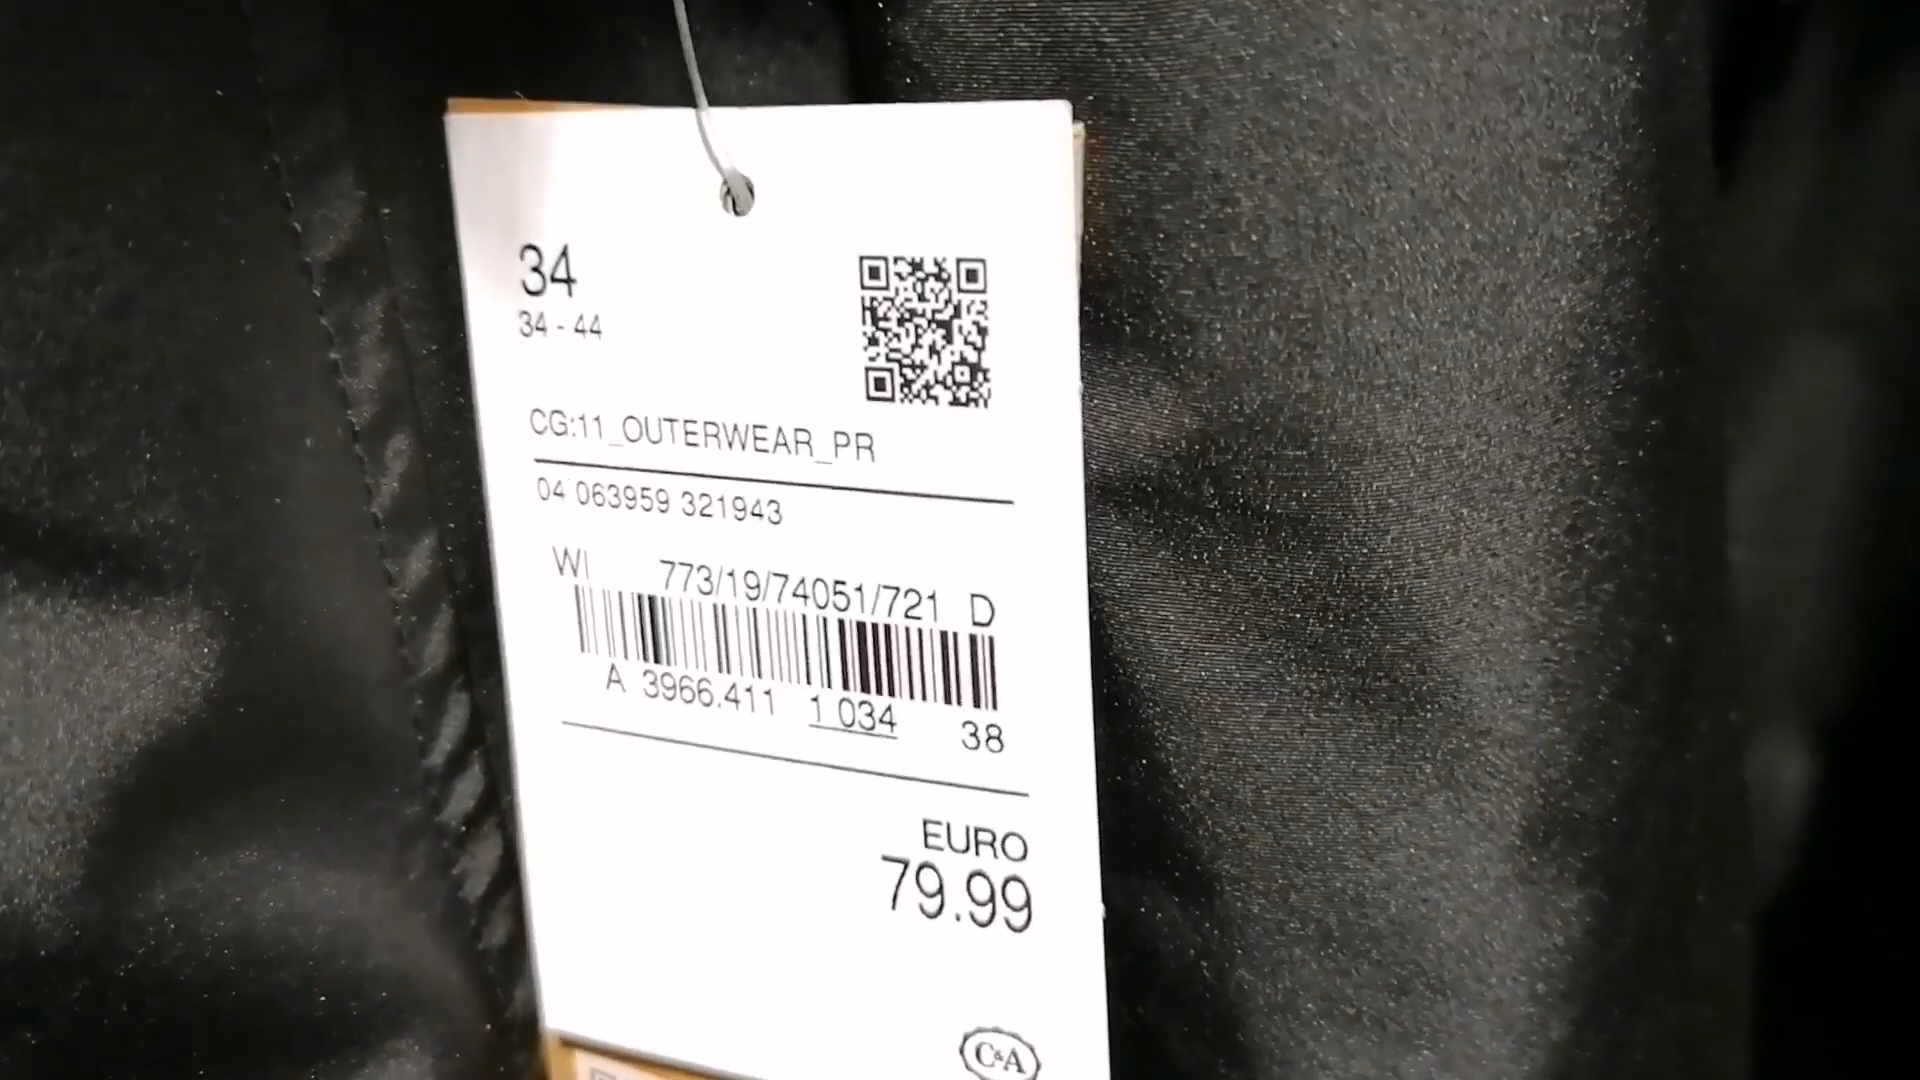 34
34 - 44
CG:11_OUTERWEAR_PR
04 063959 321943
WI 773/19/74051/721 D
A 3966.411 1 034 38
EURO
79.99
C&A